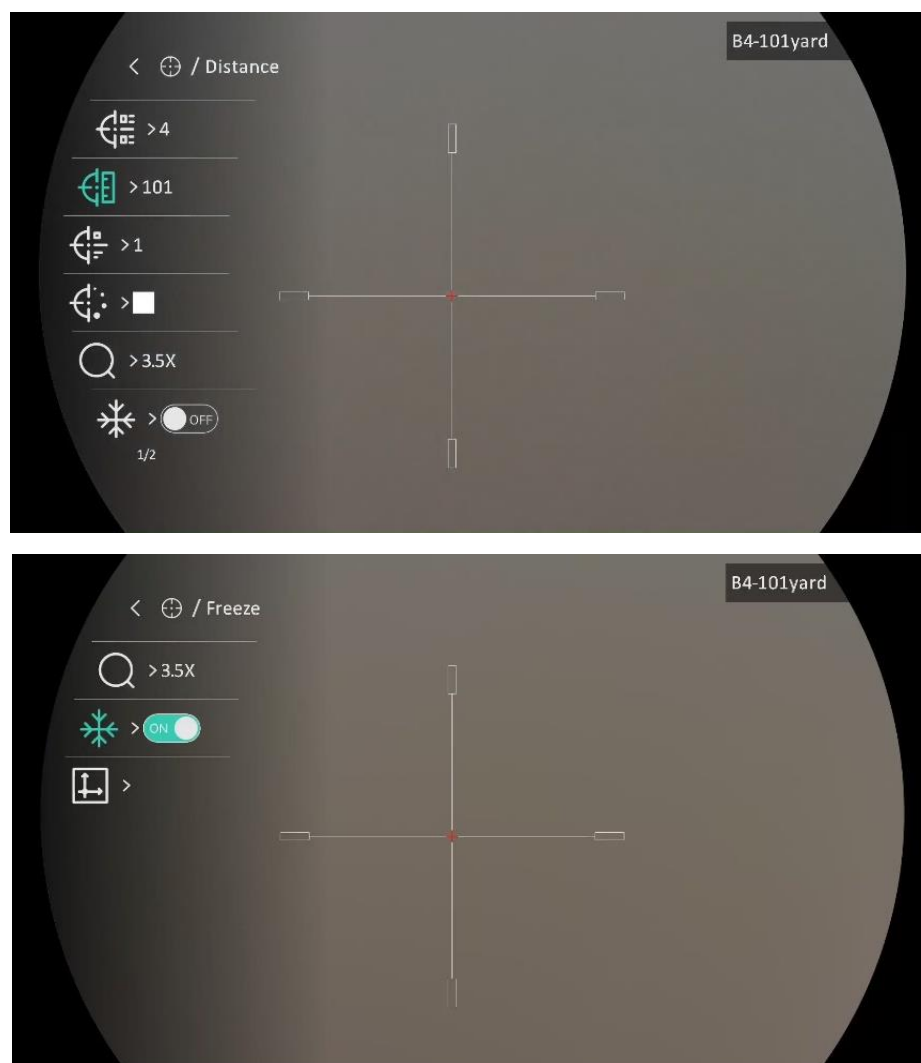 B4-101yard
< / Distance
>4
>101
>1
>
>3.5X
> OFF
1/2
B4-101yard
< / Freeze
>3.5X
> ON
>